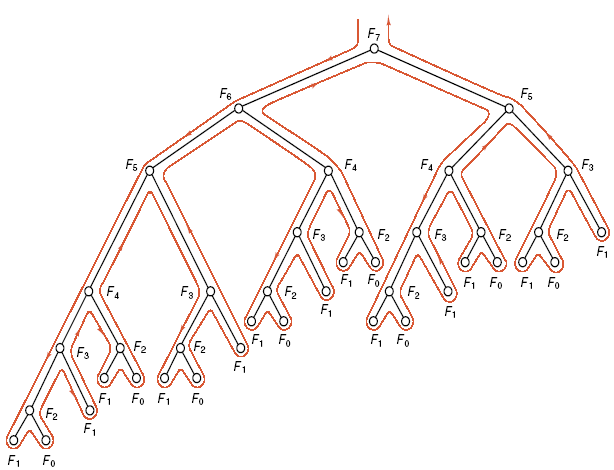 F₇
F₆ F₅
F₅ F₄ F₄ F₃
F₃ F₂ F₃ F₂ F₂ F₁
F₁ F₀ F₁ F₀ F₁ F₀
F₄ F₃ F₂ F₁ F₂ F₁
F₁ F₀ F₁ F₀
F₃ F₂ F₂ F₁
F₁ F₀ F₁ F₀
F₂ F₁
F₁ F₀